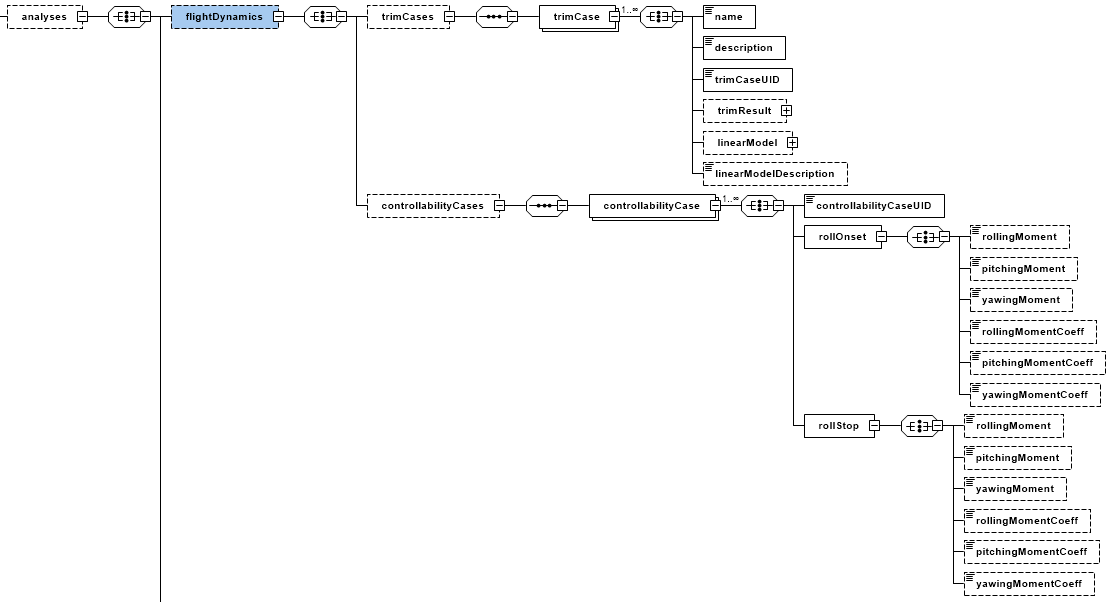 analyses
flightDynamics
trimCases
trimCase
1..∞
name
description
trimCaseUID
trimResult
linearModel
linearModelDescription
controllabilityCases
controllabilityCase
1..∞
controllabilityCaseUID
rollOnset
rollingMoment
pitchingMoment
yawingMoment
rollingMomentCoeff
pitchingMomentCoeff
yawingMomentCoeff
rollStop
rollingMoment
pitchingMoment
yawingMoment
rollingMomentCoeff
pitchingMomentCoeff
yawingMomentCoeff